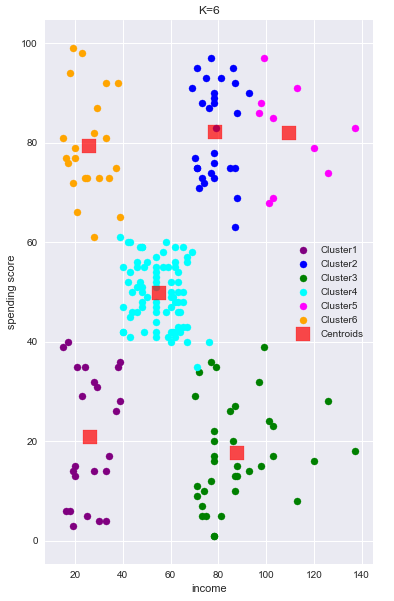 K=6
100
80
60
40
20
0
spending score
Cluster1
Cluster2
Cluster3
Cluster4
Cluster5
Cluster6
Centroids
20 40 60 80 100 120 140
income